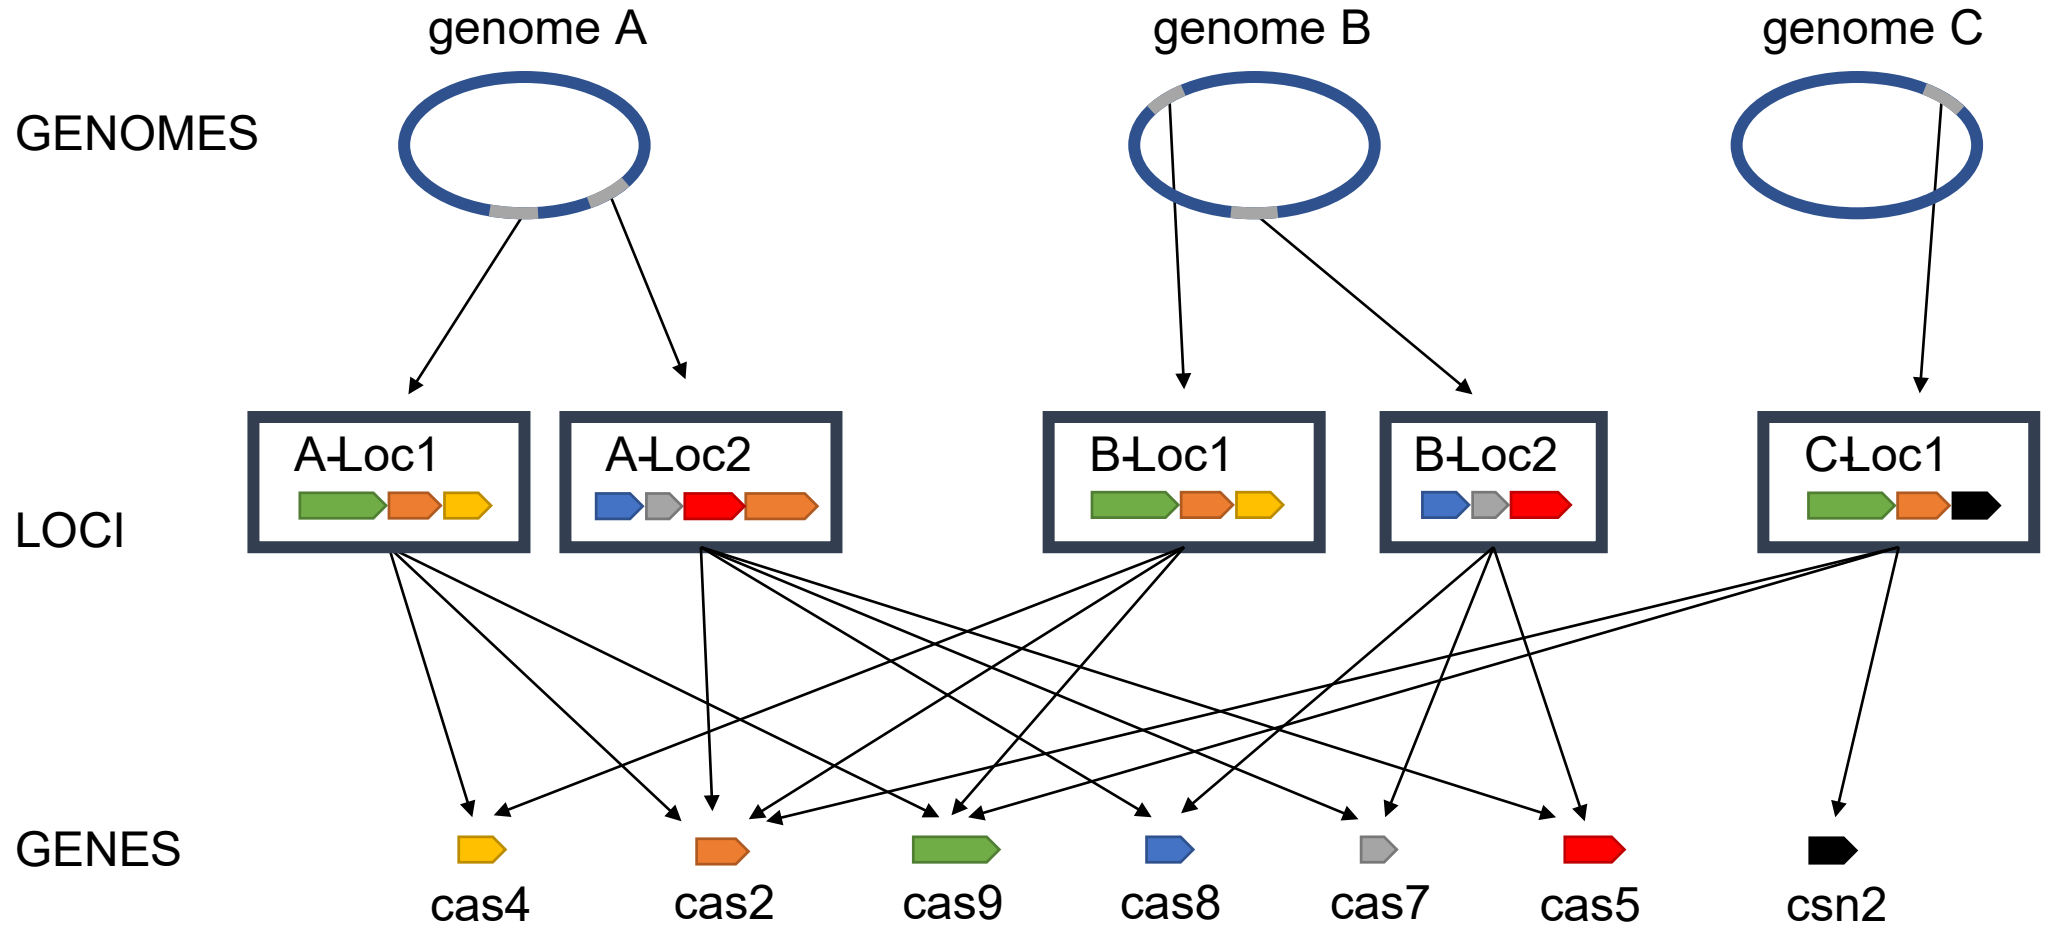 genome A
genome B
genome C
GENOMES
A-Loc1
A-Loc2
B-Loc1
B-Loc2
C-Loc1
LOCI
GENES
cas4
cas2
cas9
cas8
cas7
cas5
csn2